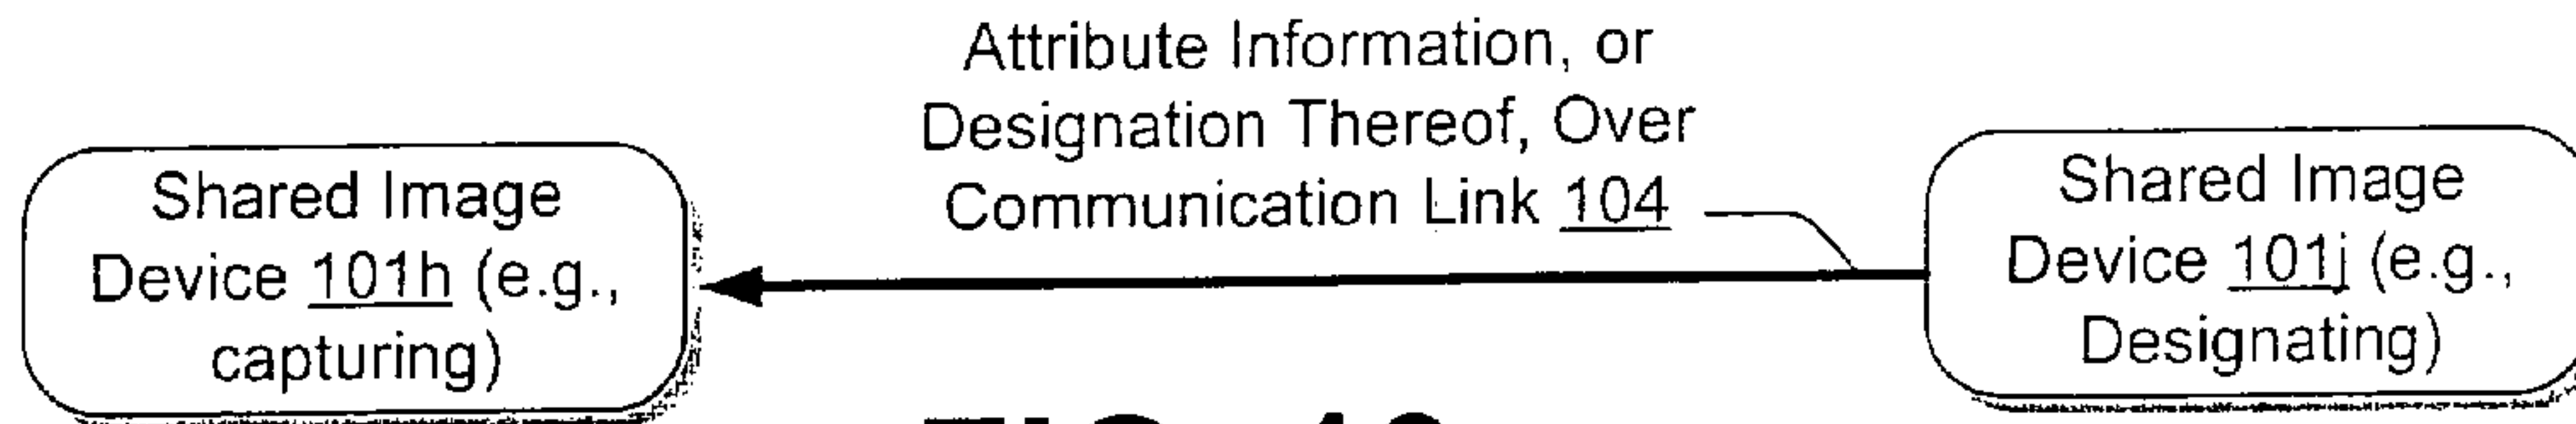 Attribute Information, or
Designation Thereof, Over
Communication Link 104
Shared Image
Device 101h (e.g.,
capturing)
Shared Image
Device 101j (e.g.,
Designating)